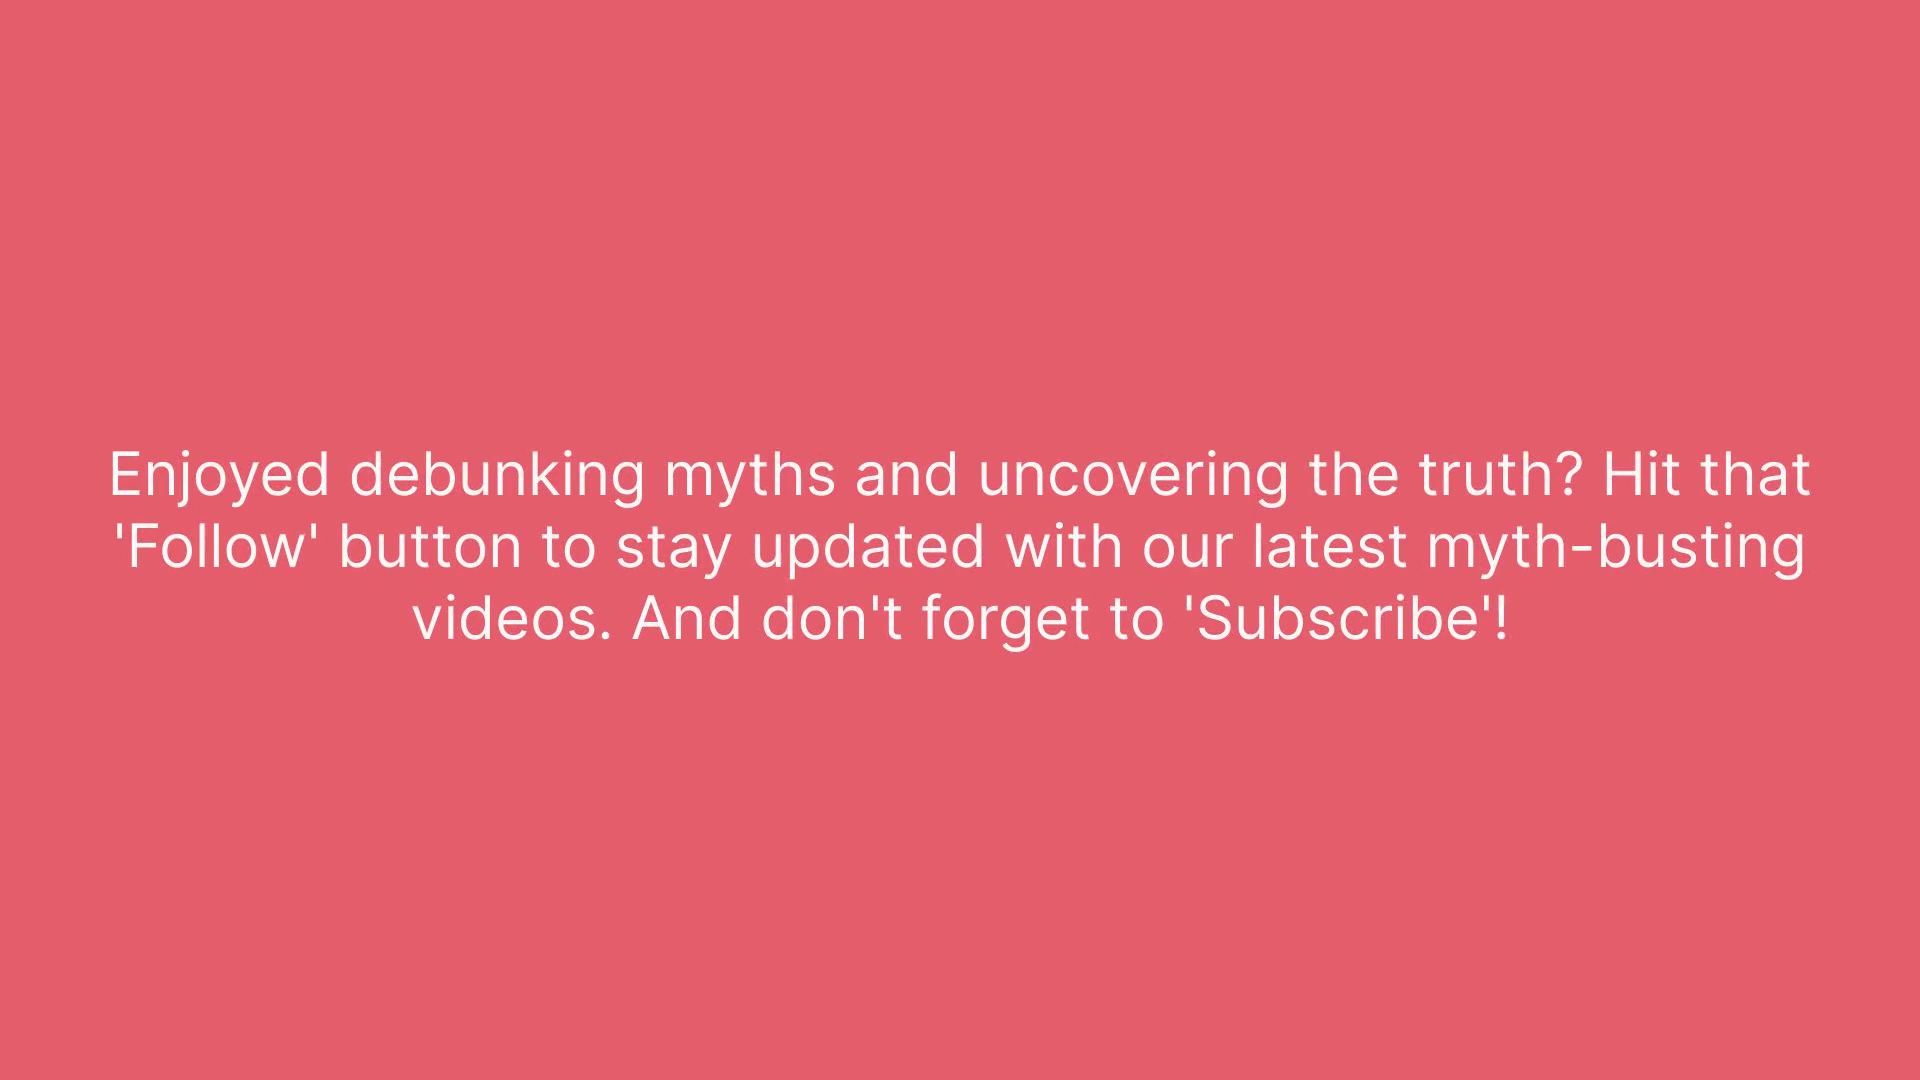 Enjoyed debunking myths and uncovering the truth? Hit that
'Follow' button to stay updated with our latest myth-busting
videos. And don't forget to 'Subscribe'!